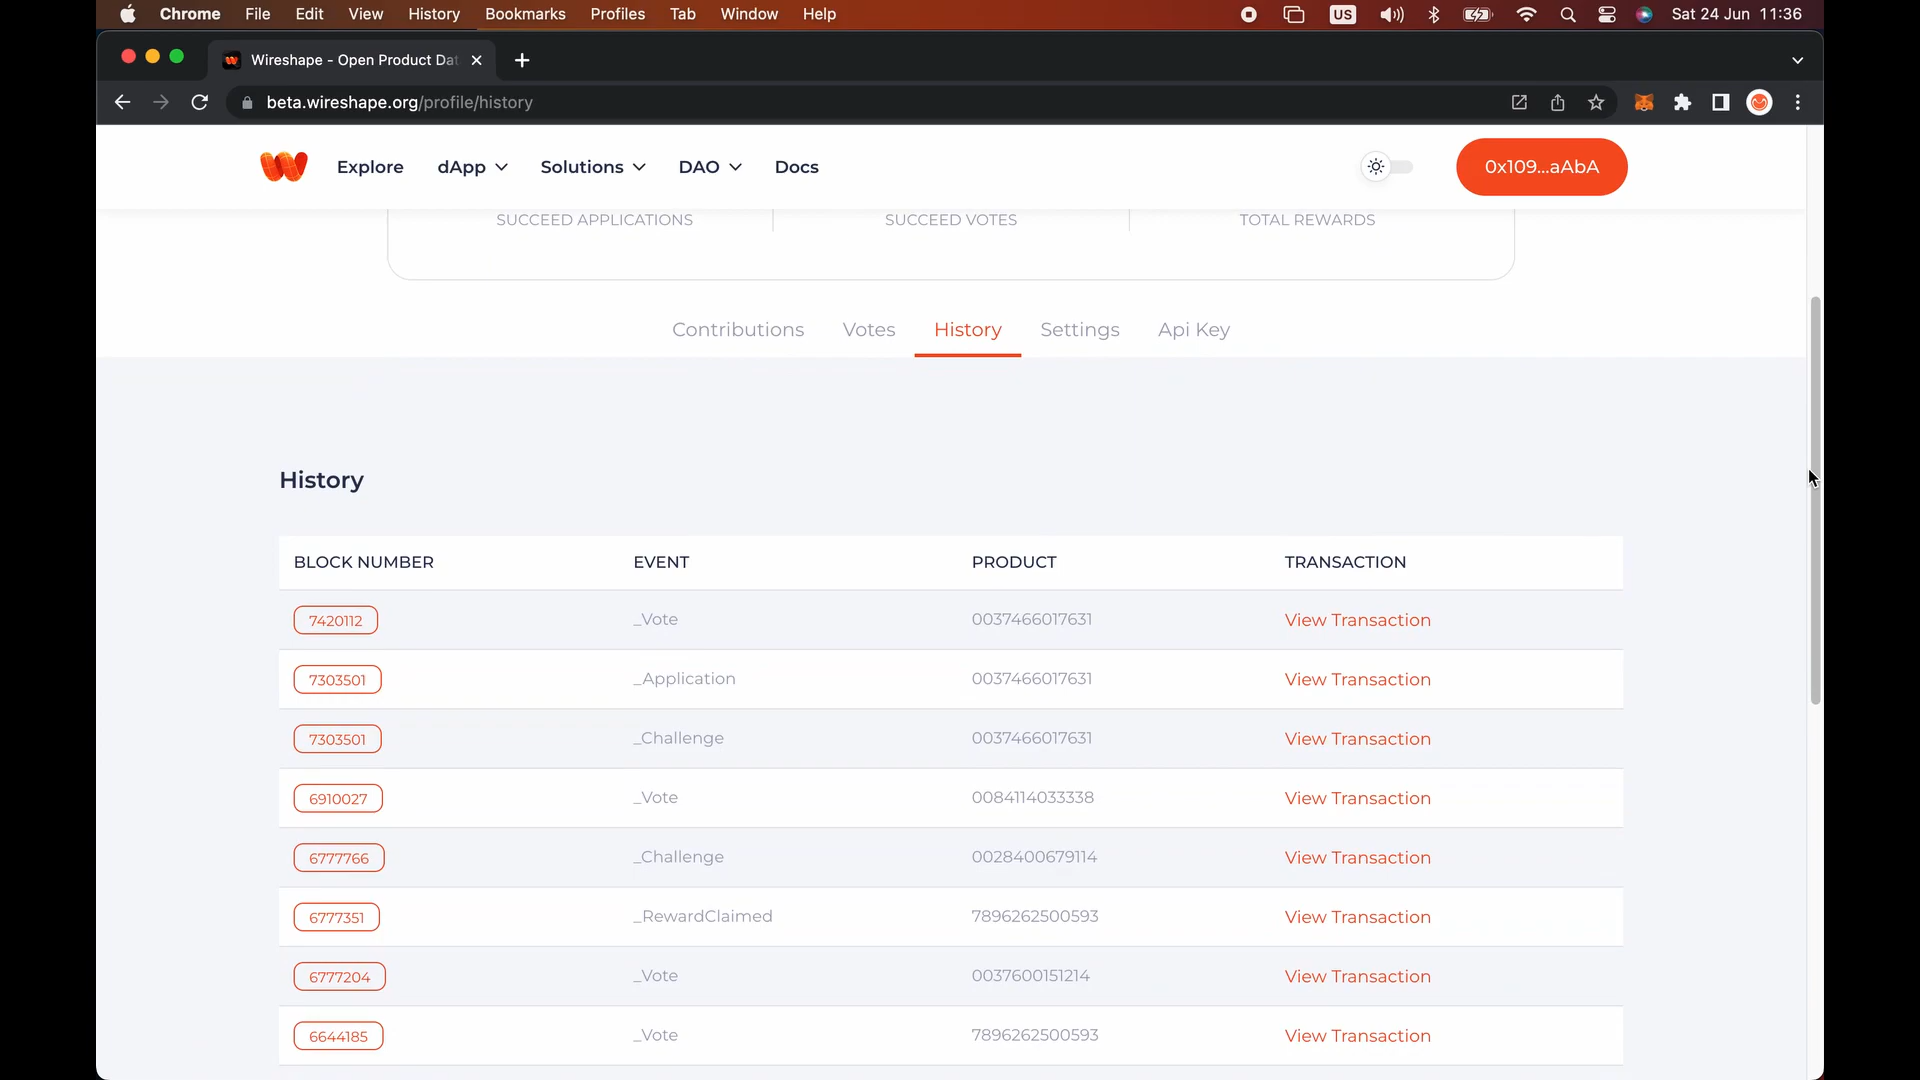 Chrome File Edit View History Bookmarks Profiles Tab Window Help US Sat 24 Jun 11:36
Wireshape - Open Product Dat
beta.wireshape.org/profile/history
Explore dApp Solutions DAO Docs 0x109...aAbA
SUCCEED APPLICATIONS SUCCEED VOTES TOTAL REWARDS
Contributions Votes History Settings Api Key
History
BLOCK NUMBER EVENT PRODUCT TRANSACTION
7420112 _Vote 0037466017631 View Transaction
7303501 _Application 0037466017631 View Transaction
7303501 _Challenge 0037466017631 View Transaction
6910027 _Vote 0084114033338 View Transaction
6777766 _Challenge 0028400679114 View Transaction
6777351 _RewardClaimed 7896262500593 View Transaction
6777204 _Vote 0037600151214 View Transaction
6644185 _Vote 7896262500593 View Transaction